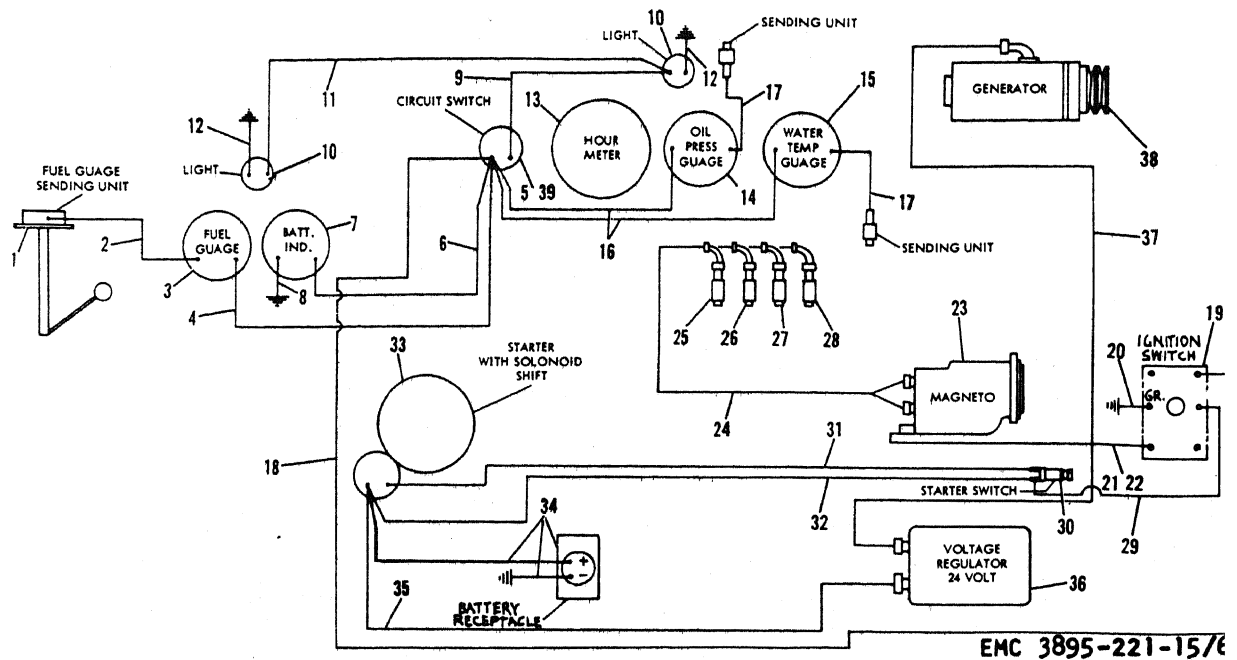 10
SENDING UNIT
LIGHT
12
9
11
CIRCUIT SWITCH
13
17
15
GENERATOR
38
12
HOUR
METER
OIL
PRESS
GUAGE
WATER
TEMP
GUAGE
FUEL GUAGE
SENDING UNIT
LIGHT
10
5
39
14
17
1
2
FUEL
GUAGE
BATT.
IND.
7
6
16
SENDING UNIT
37
3
8
4
25
26
27
28
23
19
33
STARTER
WITH SOLONOID
SHIFT
20
IGNITION
SWITCH
GR.
MAGNETO
24
18
31
21
22
STARTER SWITCH
32
30
29
34
+
−
VOLTAGE
REGULATOR
24 VOLT
36
35
BATTERY
RECEPTACLE
EMC 3895-221-15/6